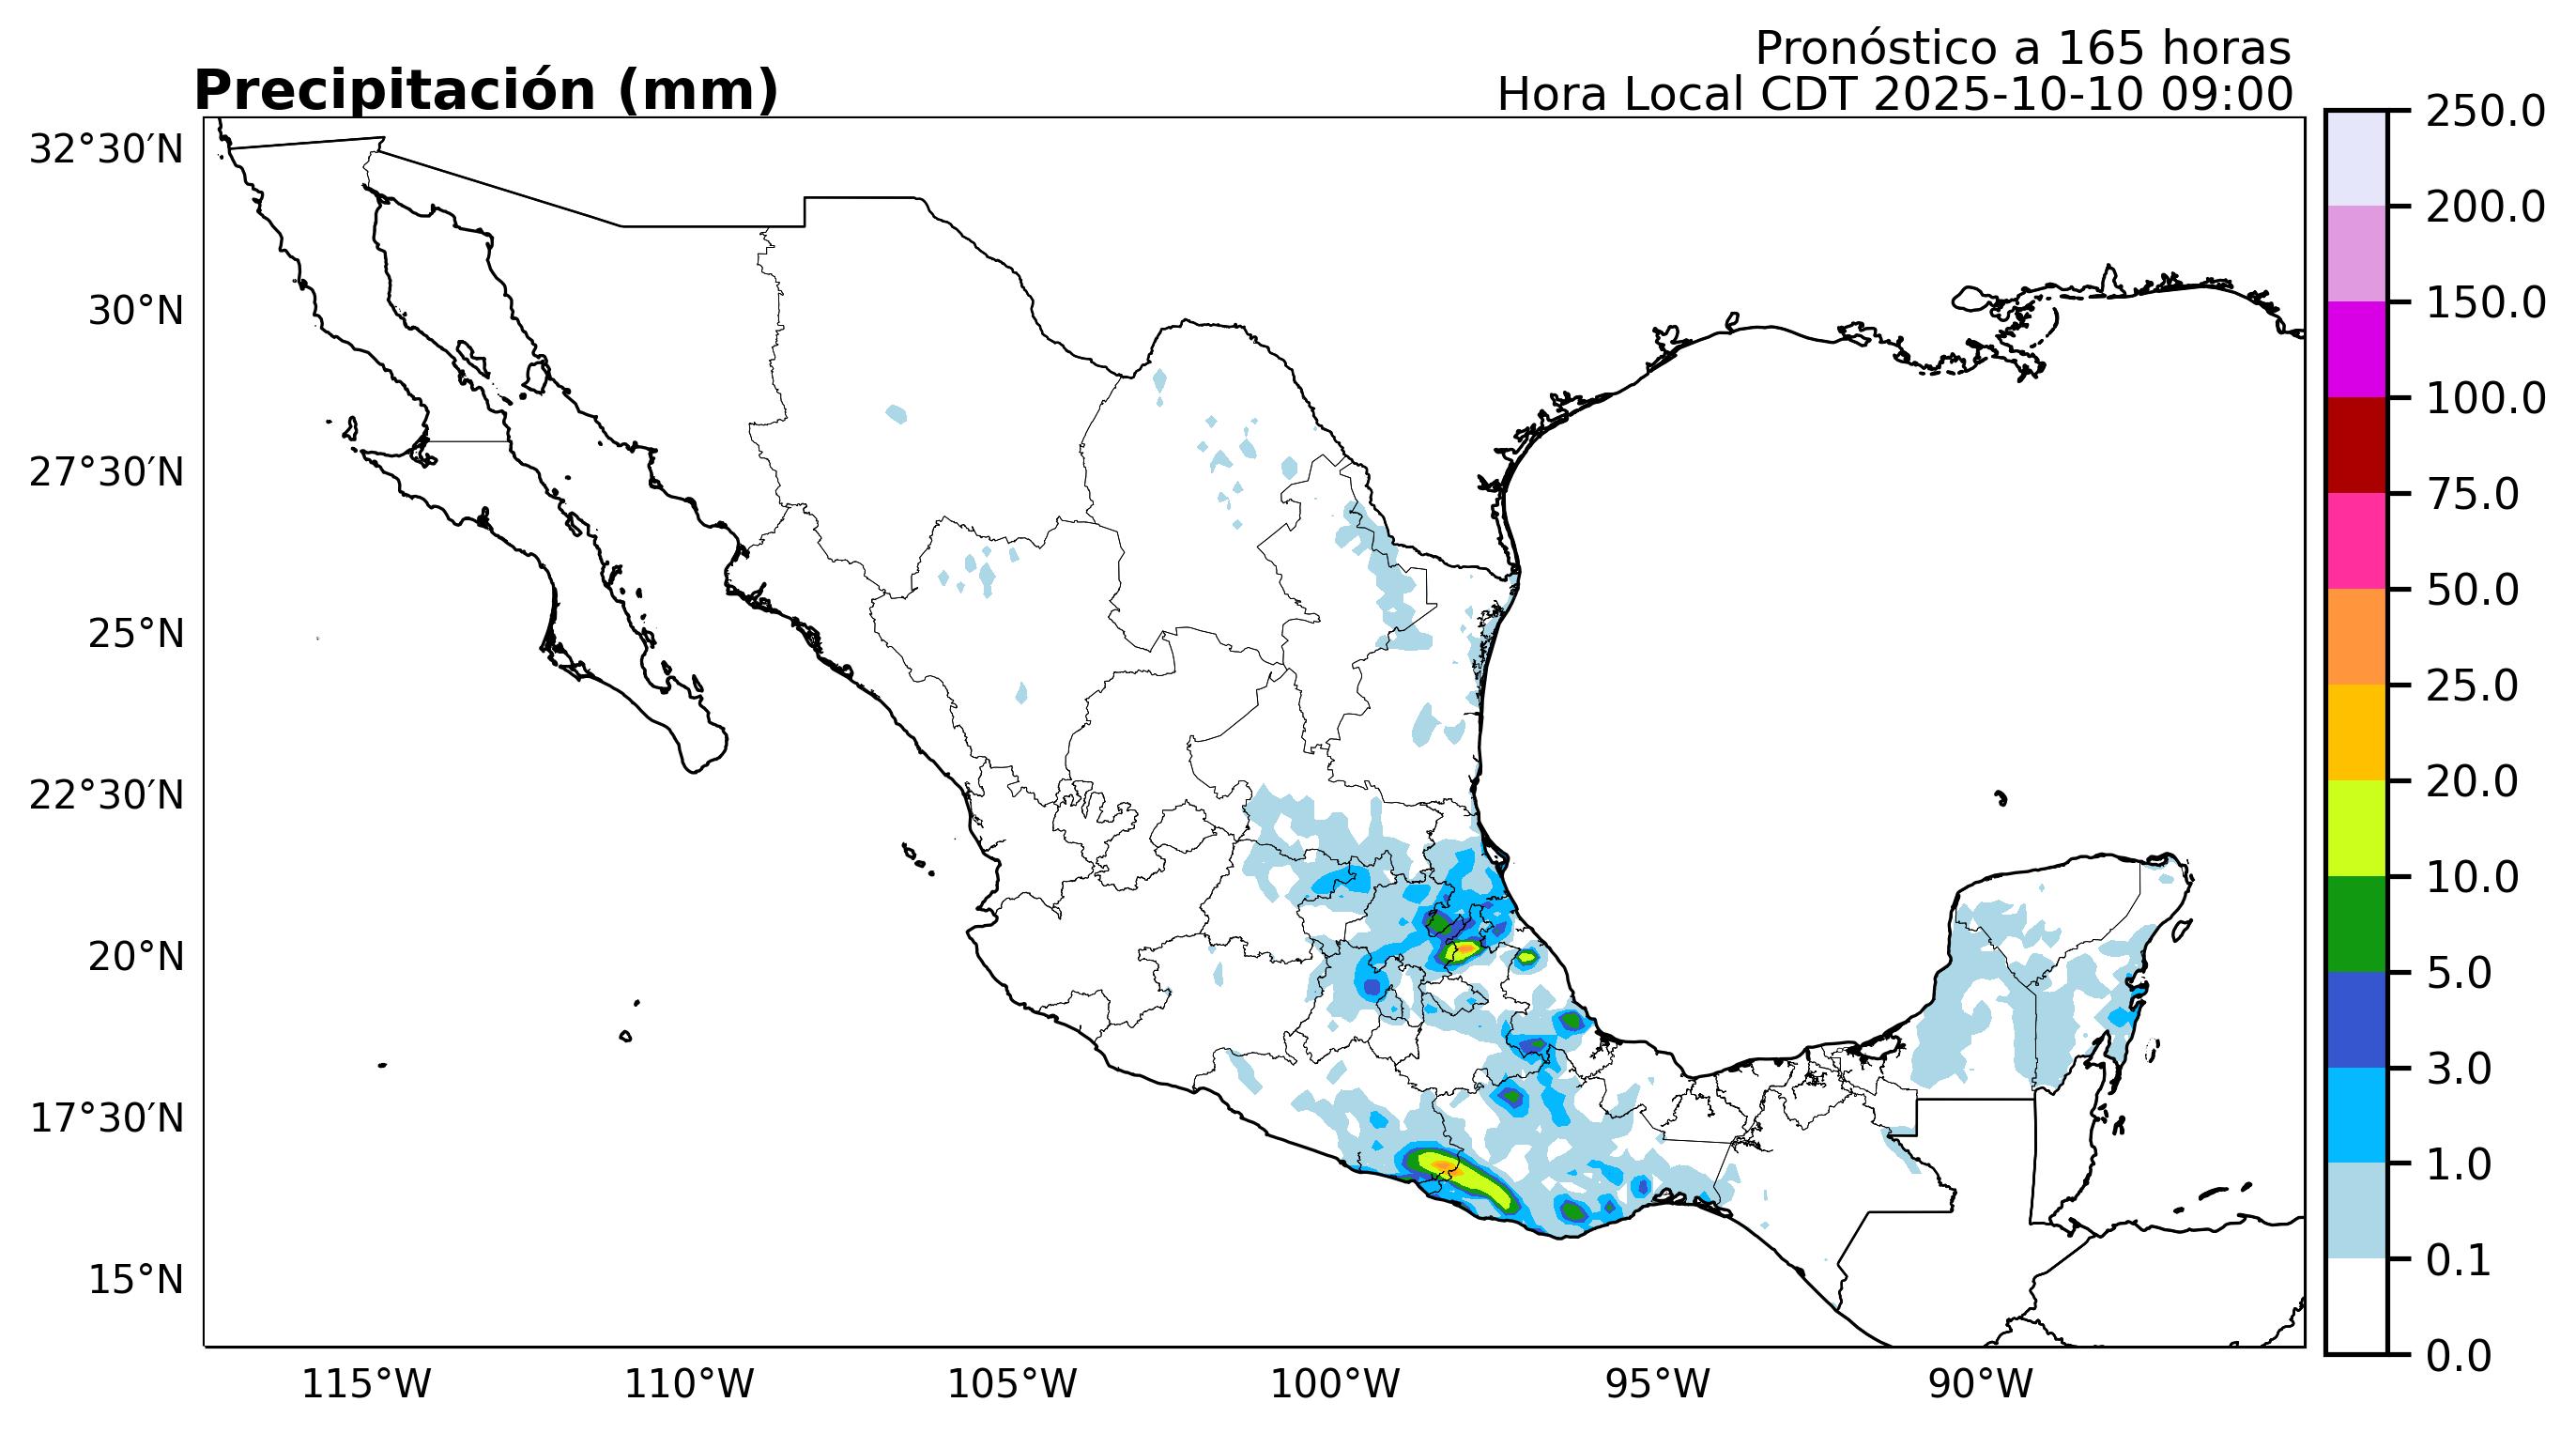 Pronóstico a 165 horas
Precipitación (mm)
Hora Local CDT 2025-10-10 09:00
32°30′N
30°N
27°30′N
25°N
22°30′N
20°N
17°30′N
15°N
115°W
110°W
105°W
100°W
95°W
90°W
250.0
200.0
150.0
100.0
75.0
50.0
25.0
20.0
10.0
5.0
3.0
1.0
0.1
0.0